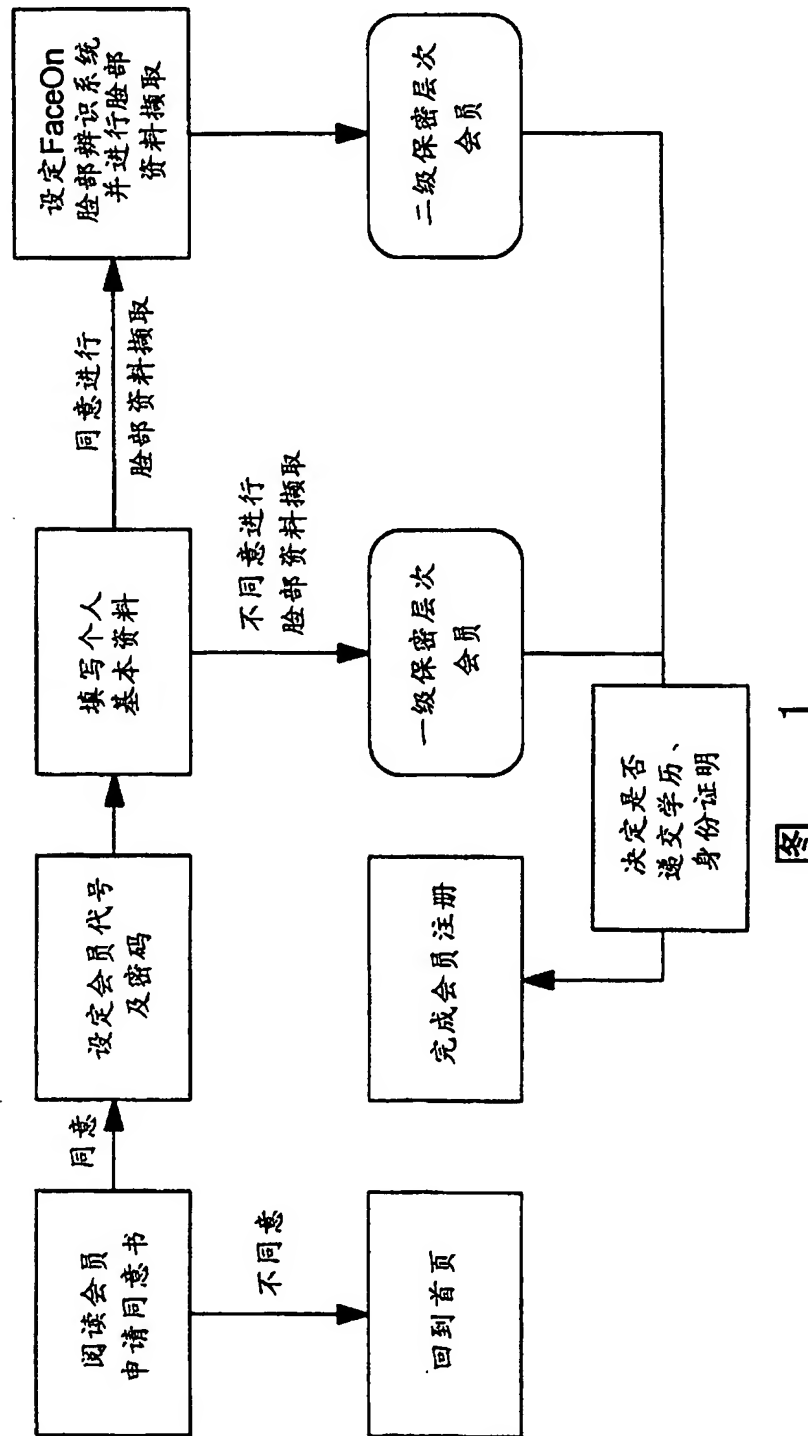 阅读会员
申请同意书
同意
不同意
回到首页
设定会员代号
及密码
填写个人
基本资料
同意进行
脸部资料撷取
不同意进行
脸部资料撷取
设定FaceOn
脸部辨识系统
并进行脸部
资料撷取
一级保密层次
会员
二级保密层次
会员
决定是否
递交学历、
身份证明
完成会员注册
图 1